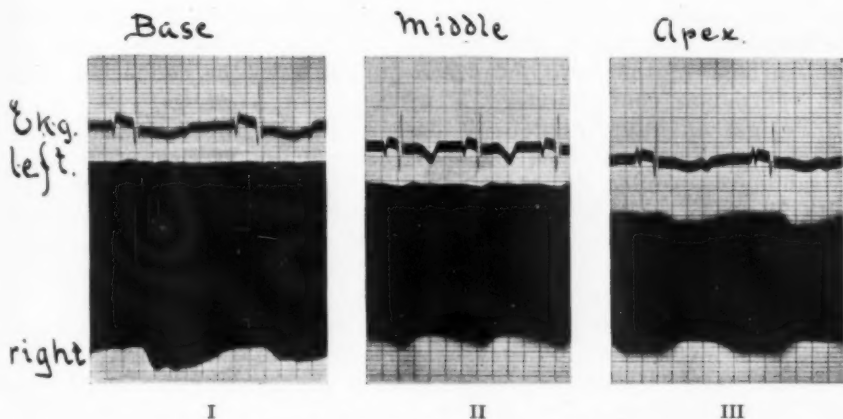 Base Middle Apex.
Ekg.
left.
right
I II III